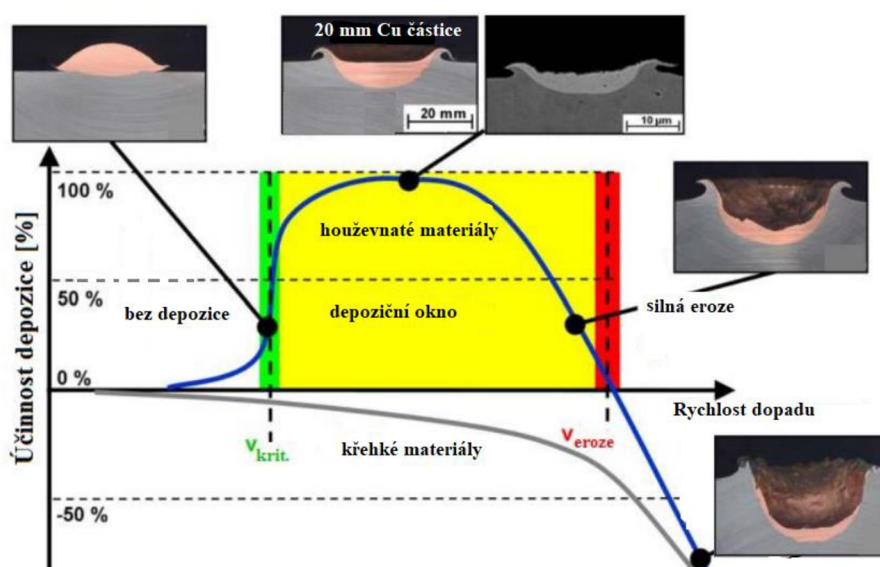 20 mm Cu částice
20 mm
10 µm
Účinnost depozice [%]
100 %
houževnaté materiály
50 %
bez depozice
depoziční okno
silná eroze
0 %
Rychlost dopadu
vkrit.
křehké materiály
veroze
-50 %